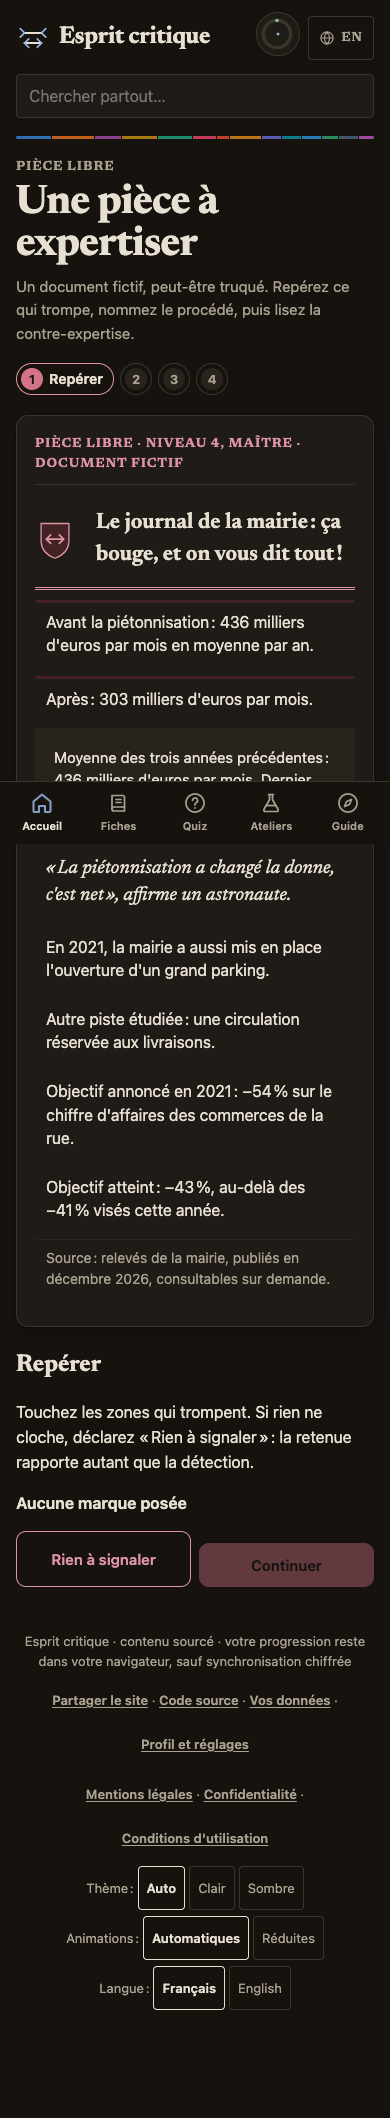 Esprit critique
EN
Chercher partout…
PIÈCE LIBRE
Une pièce à
expertiser
Un document fictif, peut-être truqué. Repérez ce
qui trompe, nommez le procédé, puis lisez la
contre-expertise.
1 Repérer 2 3 4
PIÈCE LIBRE · NIVEAU 4, MAÎTRE ·
DOCUMENT FICTIF
Le journal de la mairie : ça
bouge, et on vous dit tout !
Avant la piétonnisation : 436 milliers
d'euros par mois en moyenne par an.
Après : 303 milliers d'euros par mois.
Moyenne des trois années précédentes :
436 milliers d'euros par mois. Dernier
Accueil Fiches Quiz Ateliers Guide
« La piétonnisation a changé la donne,
c'est net », affirme un astronaute.
En 2021, la mairie a aussi mis en place
l'ouverture d'un grand parking.
Autre piste étudiée : une circulation
réservée aux livraisons.
Objectif annoncé en 2021 : −54 % sur le
chiffre d'affaires des commerces de la
rue.
Objectif atteint : −43 %, au-delà des
−41 % visés cette année.
Source : relevés de la mairie, publiés en
décembre 2026, consultables sur demande.
Repérer
Touchez les zones qui trompent. Si rien ne
cloche, déclarez « Rien à signaler » : la retenue
rapporte autant que la détection.
Aucune marque posée
Rien à signaler
Continuer
Esprit critique · contenu sourcé · votre progression reste
dans votre navigateur, sauf synchronisation chiffrée
Partager le site · Code source · Vos données ·
Profil et réglages
Mentions légales · Confidentialité ·
Conditions d'utilisation
Thème : Auto Clair Sombre
Animations : Automatiques Réduites
Langue : Français English